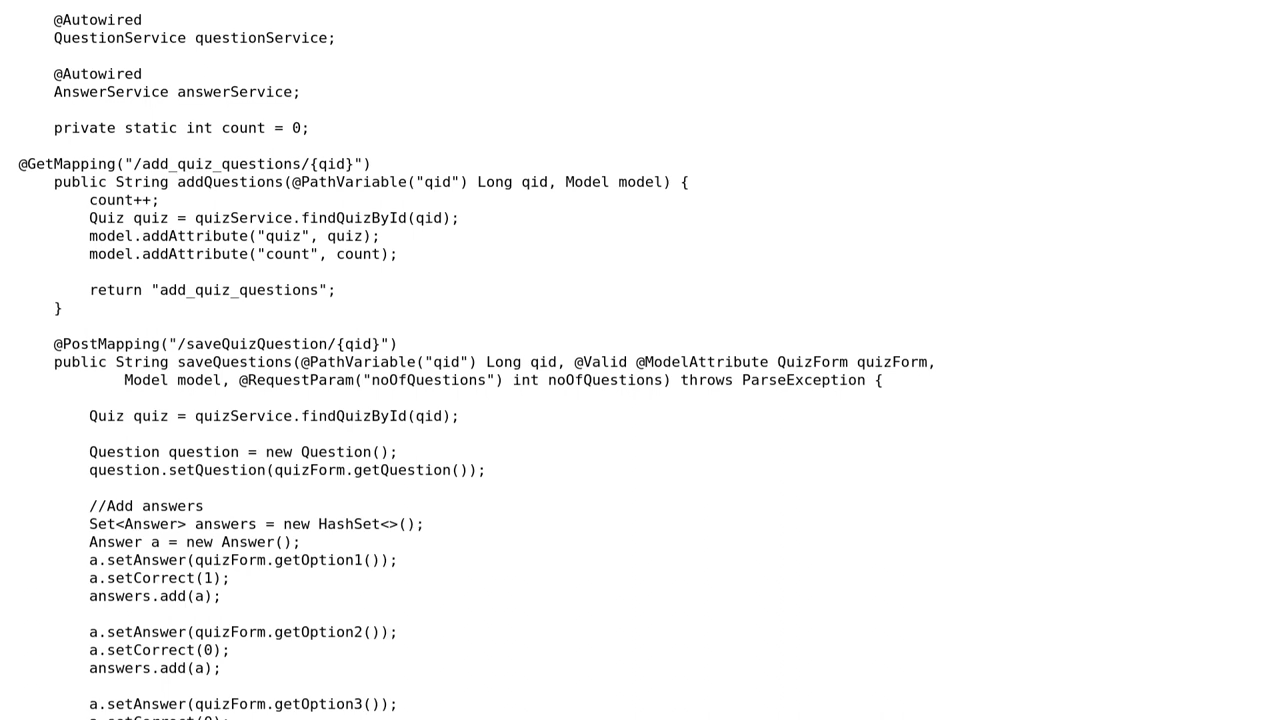 @Autowired
QuestionService questionService;
@Autowired
AnswerService answerService;
private static int count = 0;
@GetMapping("/add_quiz_questions/{qid}")
public String addQuestions(@PathVariable("qid") Long qid, Model model) {
count++;
Quiz quiz = quizService.findQuizById(qid);
model.addAttribute("quiz", quiz);
model.addAttribute("count", count);
return "add_quiz_questions";
}
@PostMapping("/saveQuizQuestion/{qid}")
public String saveQuestions(@PathVariable("qid") Long qid, @Valid @ModelAttribute QuizForm quizForm,
Model model, @RequestParam("noOfQuestions") int noOfQuestions) throws ParseException {
Quiz quiz = quizService.findQuizById(qid);
Question question = new Question();
question.setQuestion(quizForm.getQuestion());
//Add answers
Set<Answer> answers = new HashSet<>();
Answer a = new Answer();
a.setAnswer(quizForm.getOption1());
a.setCorrect(1);
answers.add(a);
a.setAnswer(quizForm.getOption2());
a.setCorrect(0);
answers.add(a);
a.setAnswer(quizForm.getOption3());